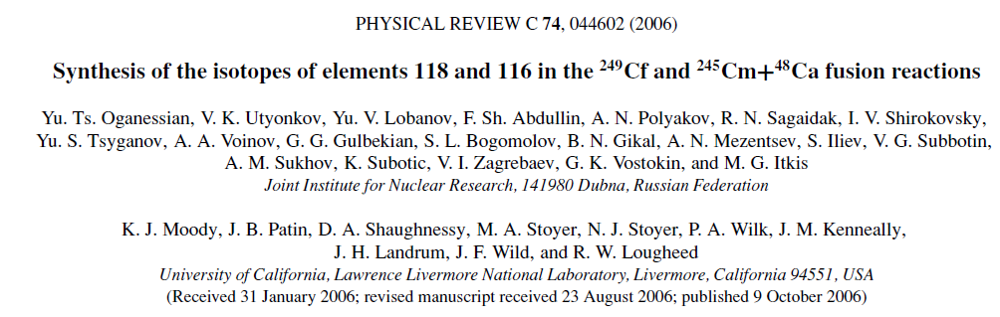 PHYSICAL REVIEW C 74, 044602 (2006)
Synthesis of the isotopes of elements 118 and 116 in the ²⁴⁹Cf and ²⁴⁵Cm+⁴⁸Ca fusion reactions
Yu. Ts. Oganessian, V. K. Utyonkov, Yu. V. Lobanov, F. Sh. Abdullin, A. N. Polyakov, R. N. Sagaidak, I. V. Shirokovsky,
Yu. S. Tsyganov, A. A. Voinov, G. G. Gulbekian, S. L. Bogomolov, B. N. Gikal, A. N. Mezentsev, S. Iliev, V. G. Subbotin,
A. M. Sukhov, K. Subotic, V. I. Zagrebaev, G. K. Vostokin, and M. G. Itkis
Joint Institute for Nuclear Research, 141980 Dubna, Russian Federation
K. J. Moody, J. B. Patin, D. A. Shaughnessy, M. A. Stoyer, N. J. Stoyer, P. A. Wilk, J. M. Kenneally,
J. H. Landrum, J. F. Wild, and R. W. Lougheed
University of California, Lawrence Livermore National Laboratory, Livermore, California 94551, USA
(Received 31 January 2006; revised manuscript received 23 August 2006; published 9 October 2006)